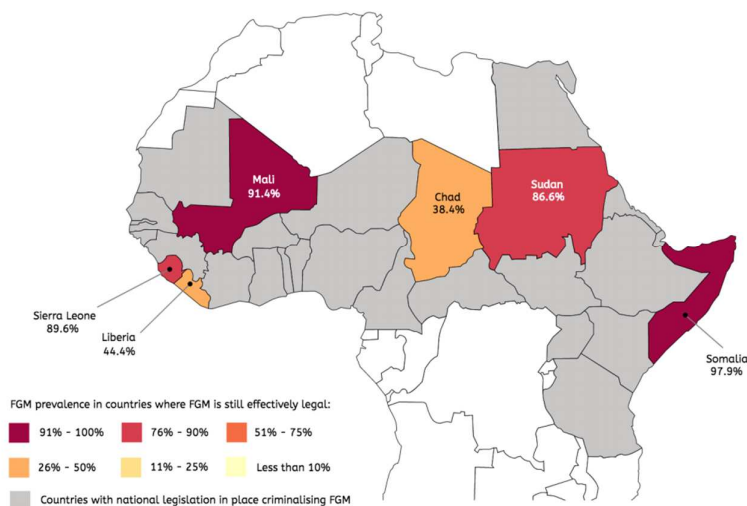 Mali
91.4%
Chad
38.4%
Sudan
86.6%
Sierra Leone
89.6%
Liberia
44.4%
Somalia
97.9%
FGM prevalence in countries where FGM is still effectively legal:
91% - 100%
76% - 90%
51% - 75%
26% - 50%
11% - 25%
Less than 10%
Countries with national legislation in place criminalising FGM